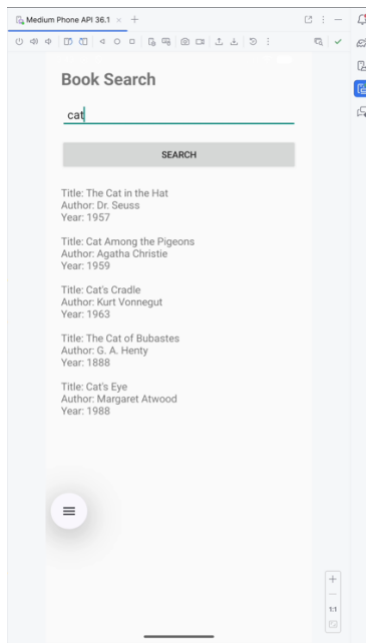 Medium Phone API 36.1
Book Search
cat
SEARCH
Title: The Cat in the Hat
Author: Dr. Seuss
Year: 1957
Title: Cat Among the Pigeons
Author: Agatha Christie
Year: 1959
Title: Cat's Cradle
Author: Kurt Vonnegut
Year: 1963
Title: The Cat of Bubastes
Author: G. A. Henty
Year: 1888
Title: Cat's Eye
Author: Margaret Atwood
Year: 1988
1:1